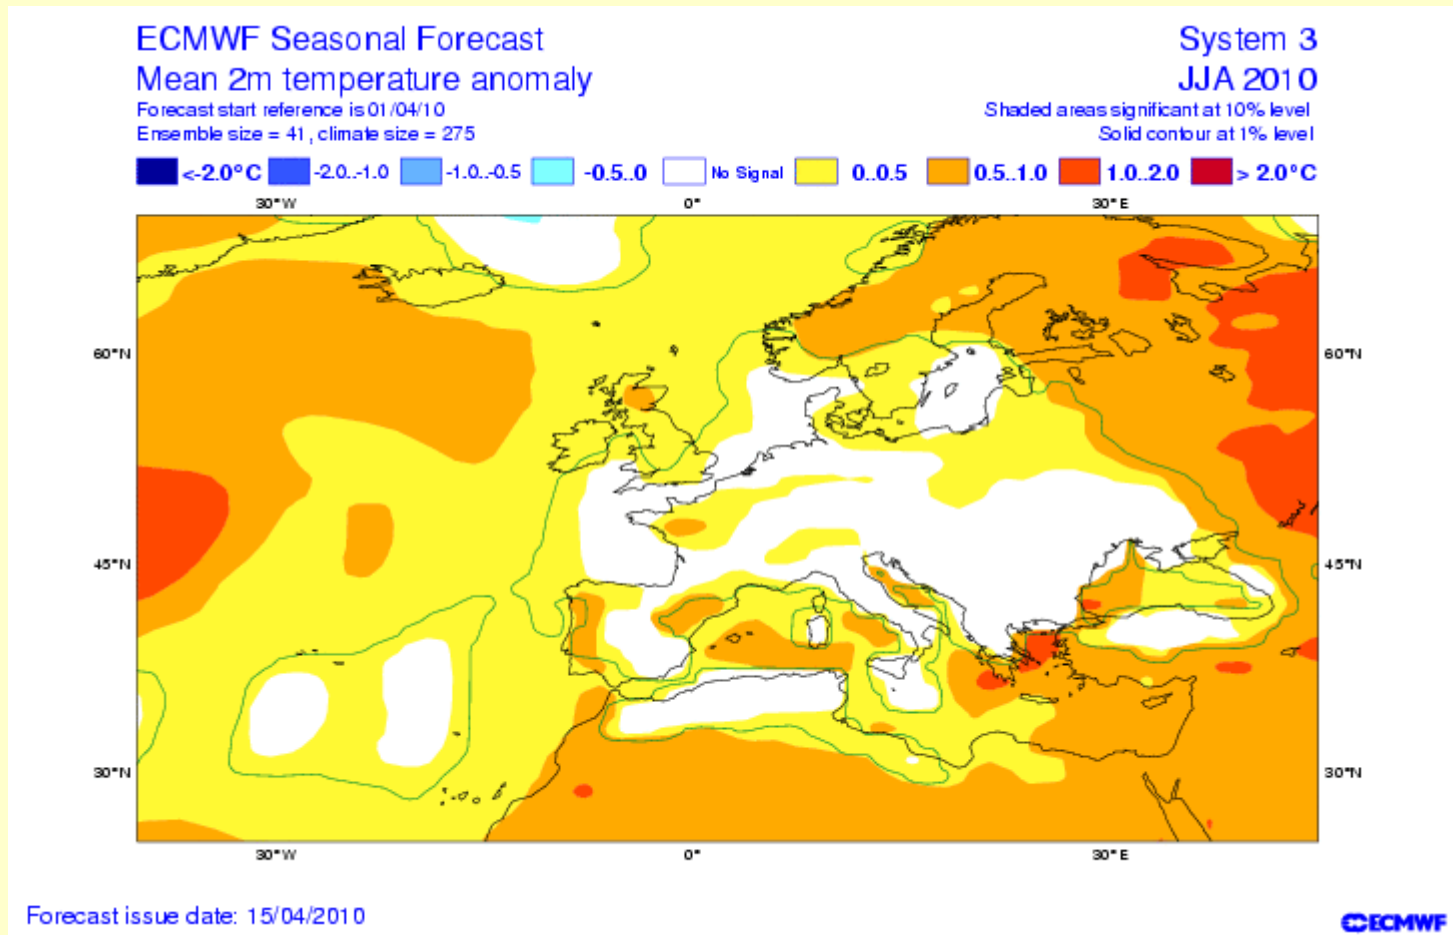 ECMWF Seasonal Forecast
System 3
Mean 2m temperature anomaly
JJA 2010
Forecast start reference is 01/04/10
Shaded areas significant at 10% level
Ensemble size = 41, climate size = 275
Solid contour at 1% level
<-2.0°C -2.0..-1.0 -1.0..-0.5 -0.5..0 No Signal 0..0.5 0.5..1.0 1.0..2.0 > 2.0°C
30°W 0° 30°E
60°N 60°N
45°N 45°N
30°N 30°N
30°W 0° 30°E
Forecast issue date: 15/04/2010
ECMWF